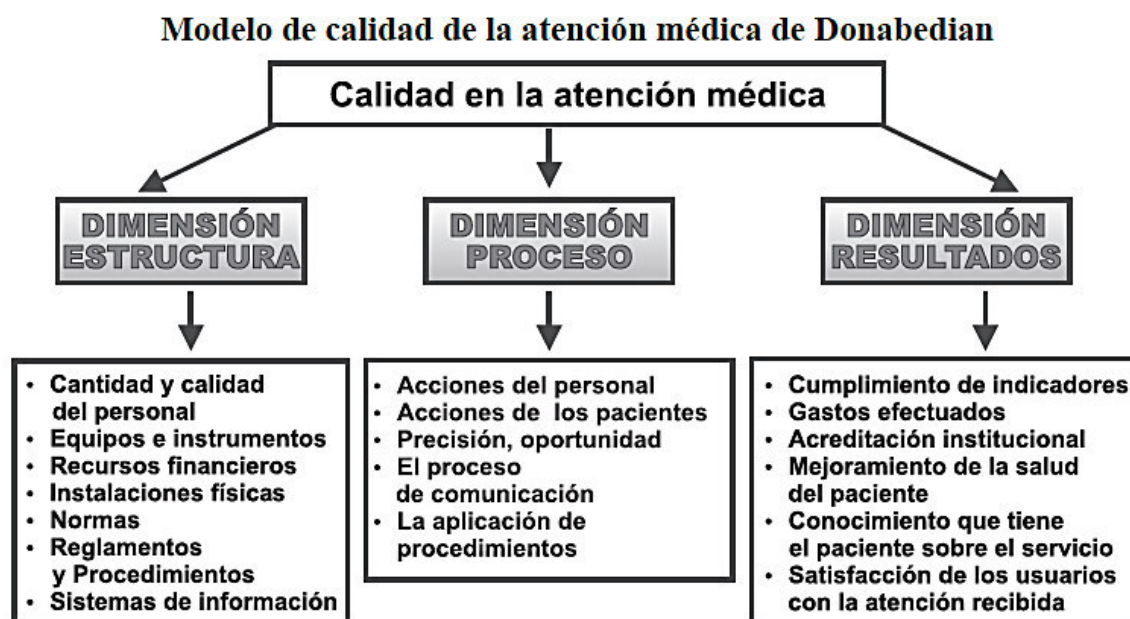 Modelo de calidad de la atención médica de Donabedian
Calidad en la atención médica
DIMENSIÓN
ESTRUCTURA
DIMENSIÓN
PROCESO
DIMENSIÓN
RESULTADOS
• Cantidad y calidad
del personal
• Equipos e instrumentos
• Recursos financieros
• Instalaciones físicas
• Normas
• Reglamentos
y Procedimientos
• Sistemas de información
• Acciones del personal
• Acciones de los pacientes
• Precisión, oportunidad
• El proceso
de comunicación
• La aplicación de
procedimientos
• Cumplimiento de indicadores
• Gastos efectuados
• Acreditación institucional
• Mejoramiento de la salud
del paciente
• Conocimiento que tiene
el paciente sobre el servicio
• Satisfacción de los usuarios
con la atención recibida